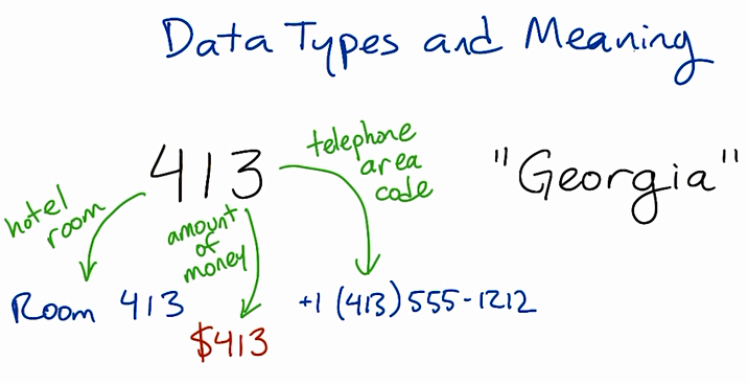 Data Types and Meaning
413
"Georgia"
telephone
area
code
hotel
room
amount
of
money
Room 413
$413
+1 (413) 555-1212